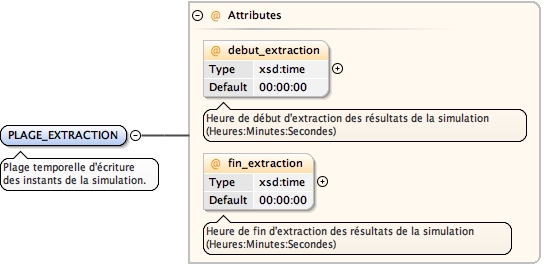 @ Attributes
@ debut_extraction
Type xsd:time
Default 00:00:00
Heure de début d'extraction des résultats de la simulation
(Heures:Minutes:Secondes)
PLAGE_EXTRACTION
Plage temporelle d'écriture
des instants de la simulation.
@ fin_extraction
Type xsd:time
Default 00:00:00
Heure de fin d'extraction des résultats de la simulation
(Heures:Minutes:Secondes)